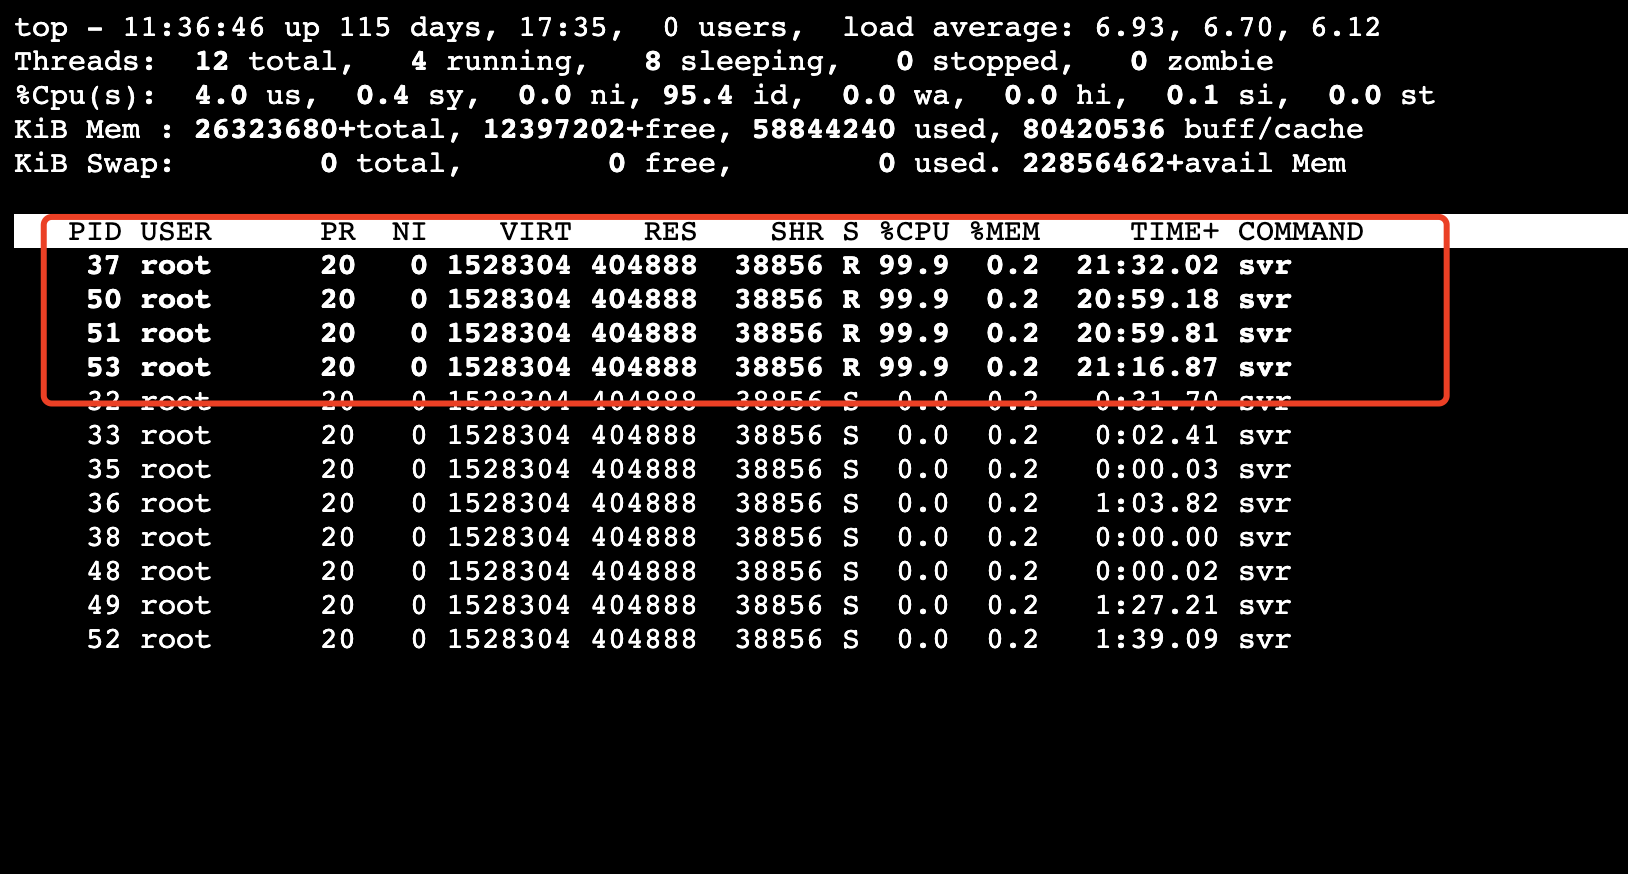 top - 11:36:46 up 115 days, 17:35,  0 users,  load average: 6.93, 6.70, 6.12
Threads:  12 total,   4 running,   8 sleeping,   0 stopped,   0 zombie
%Cpu(s):  4.0 us,  0.4 sy,  0.0 ni, 95.4 id,  0.0 wa,  0.0 hi,  0.1 si,  0.0 st
KiB Mem : 26323680+total, 12397202+free, 58844240 used, 80420536 buff/cache
KiB Swap:        0 total,        0 free,        0 used. 22856462+avail Mem
PID USER      PR  NI    VIRT    RES    SHR S %CPU %MEM     TIME+ COMMAND
37 root      20   0 1528304 404888  38856 R 99.9  0.2  21:32.02 svr
50 root      20   0 1528304 404888  38856 R 99.9  0.2  20:59.18 svr
51 root      20   0 1528304 404888  38856 R 99.9  0.2  20:59.81 svr
53 root      20   0 1528304 404888  38856 R 99.9  0.2  21:16.87 svr
32 root      20   0 1528304 404888  38856 S  0.0  0.2   0:31.70 svr
33 root      20   0 1528304 404888  38856 S  0.0  0.2   0:02.41 svr
35 root      20   0 1528304 404888  38856 S  0.0  0.2   0:00.03 svr
36 root      20   0 1528304 404888  38856 S  0.0  0.2   1:03.82 svr
38 root      20   0 1528304 404888  38856 S  0.0  0.2   0:00.00 svr
48 root      20   0 1528304 404888  38856 S  0.0  0.2   0:00.02 svr
49 root      20   0 1528304 404888  38856 S  0.0  0.2   1:27.21 svr
52 root      20   0 1528304 404888  38856 S  0.0  0.2   1:39.09 svr